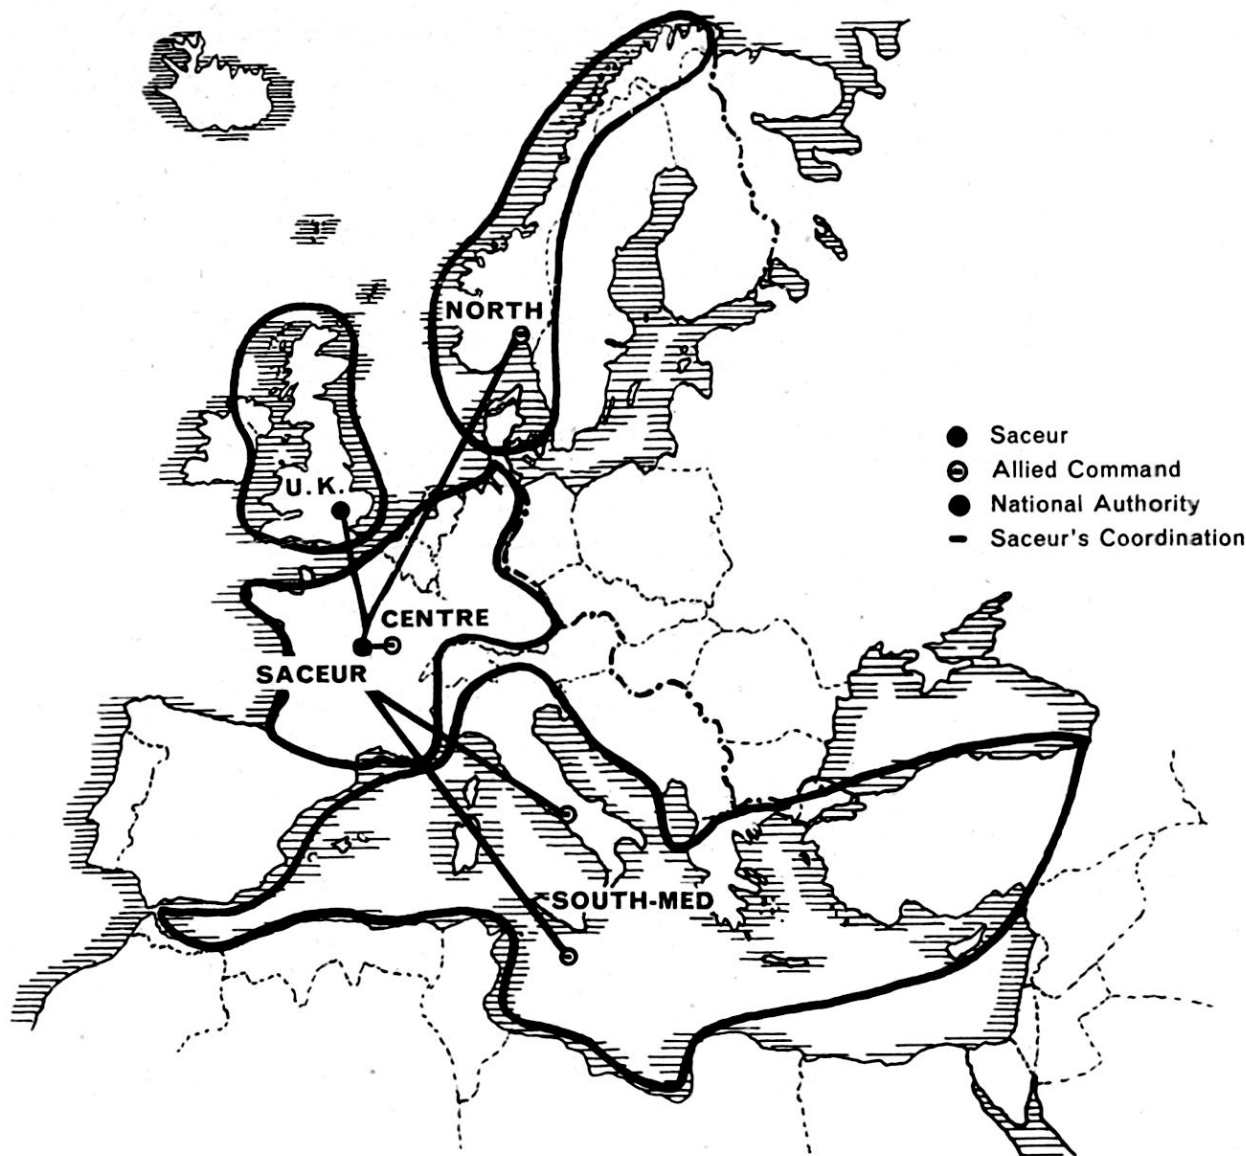 NORTH
U.K.
CENTRE
SACEUR
SOUTH-MED
Saceur
Allied Command
National Authority
Saceur's Coordination